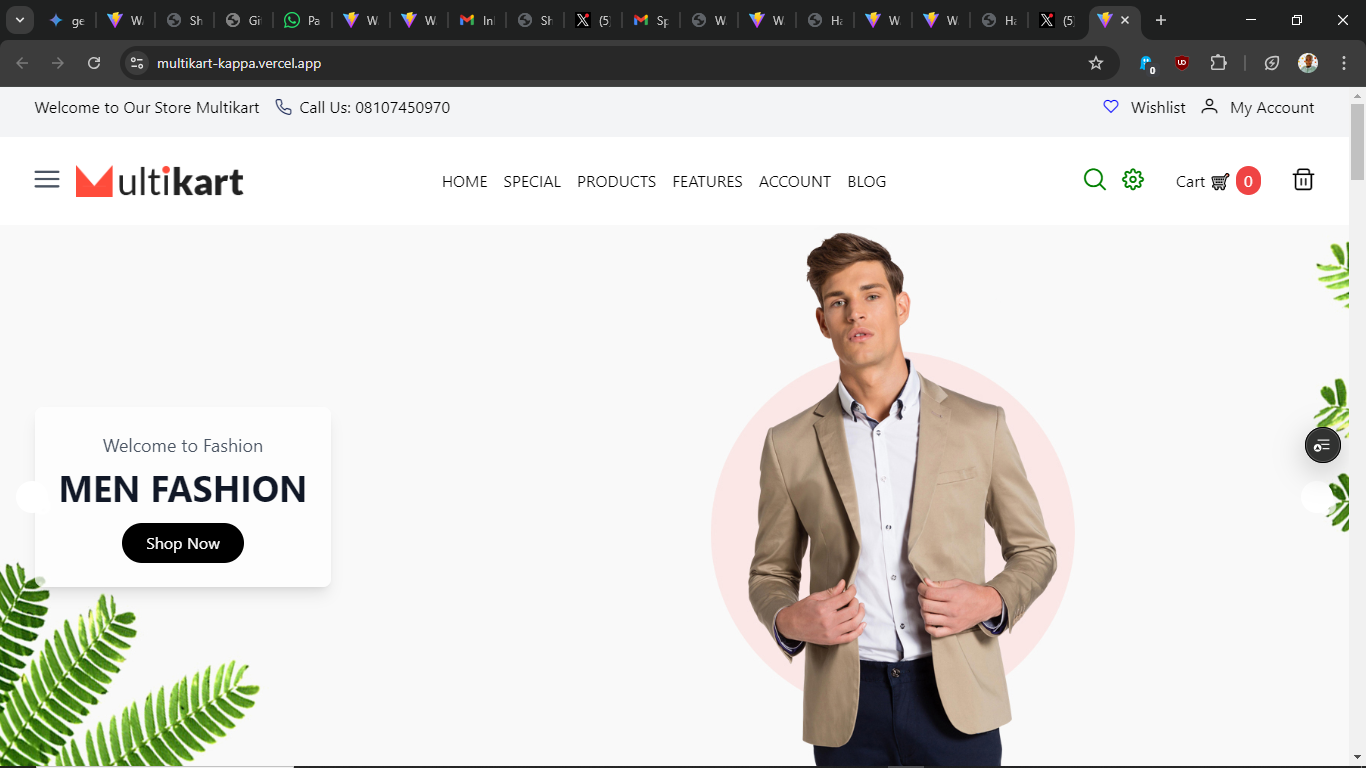 ge
W
Sh
Gi
Pa
W
W
In
Sh
(5)
Sp
W
W
Ha
W
W
Ha
(5)
multikart-kappa.vercel.app
0
Welcome to Our Store Multikart Call Us: 08107450970 Wishlist My Account
Multikart HOME SPECIAL PRODUCTS FEATURES ACCOUNT BLOG Cart 0
Welcome to Fashion
MEN FASHION
Shop Now